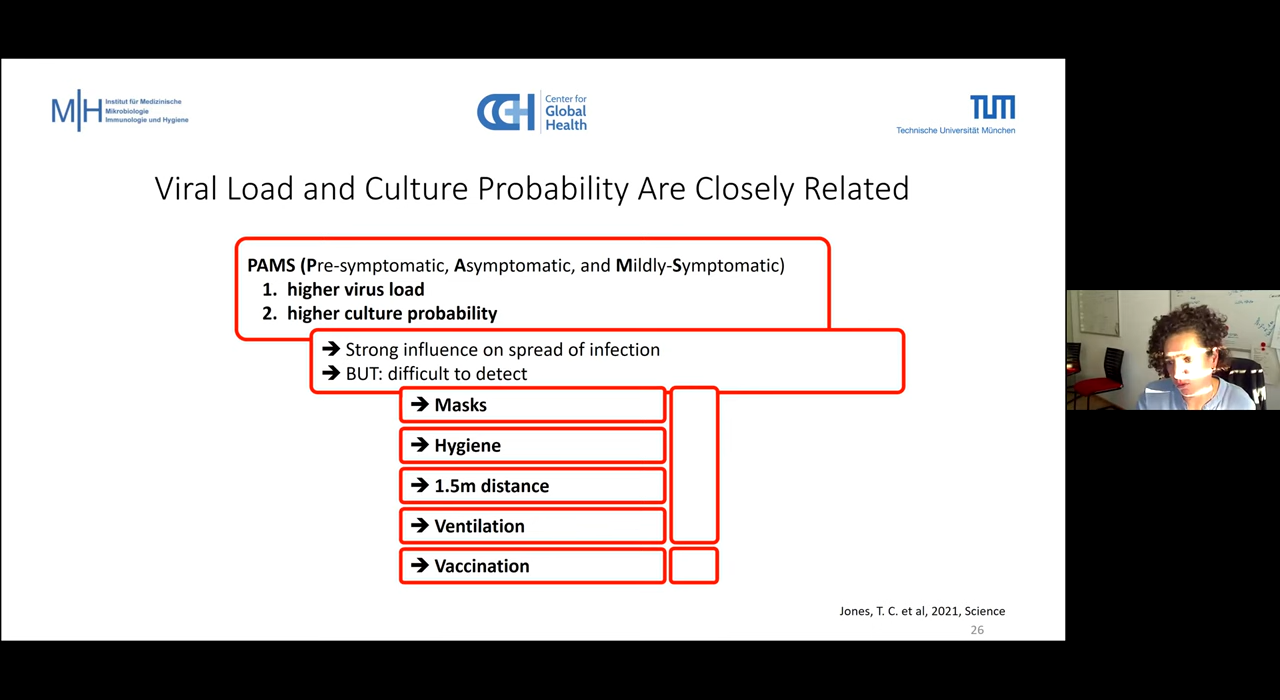 MIH Institut für Medizinische
Mikrobiologie
Immunologie und Hygiene
CGH Center for
Global
Health
TUM
Technische Universität München
Viral Load and Culture Probability Are Closely Related
PAMS (Pre-symptomatic, Asymptomatic, and Mildly-Symptomatic)
1. higher virus load
2. higher culture probability
➔ Strong influence on spread of infection
➔ BUT: difficult to detect
➔ Masks
➔ Hygiene
➔ 1.5m distance
➔ Ventilation
➔ Vaccination
Jones, T. C. et al, 2021, Science
26